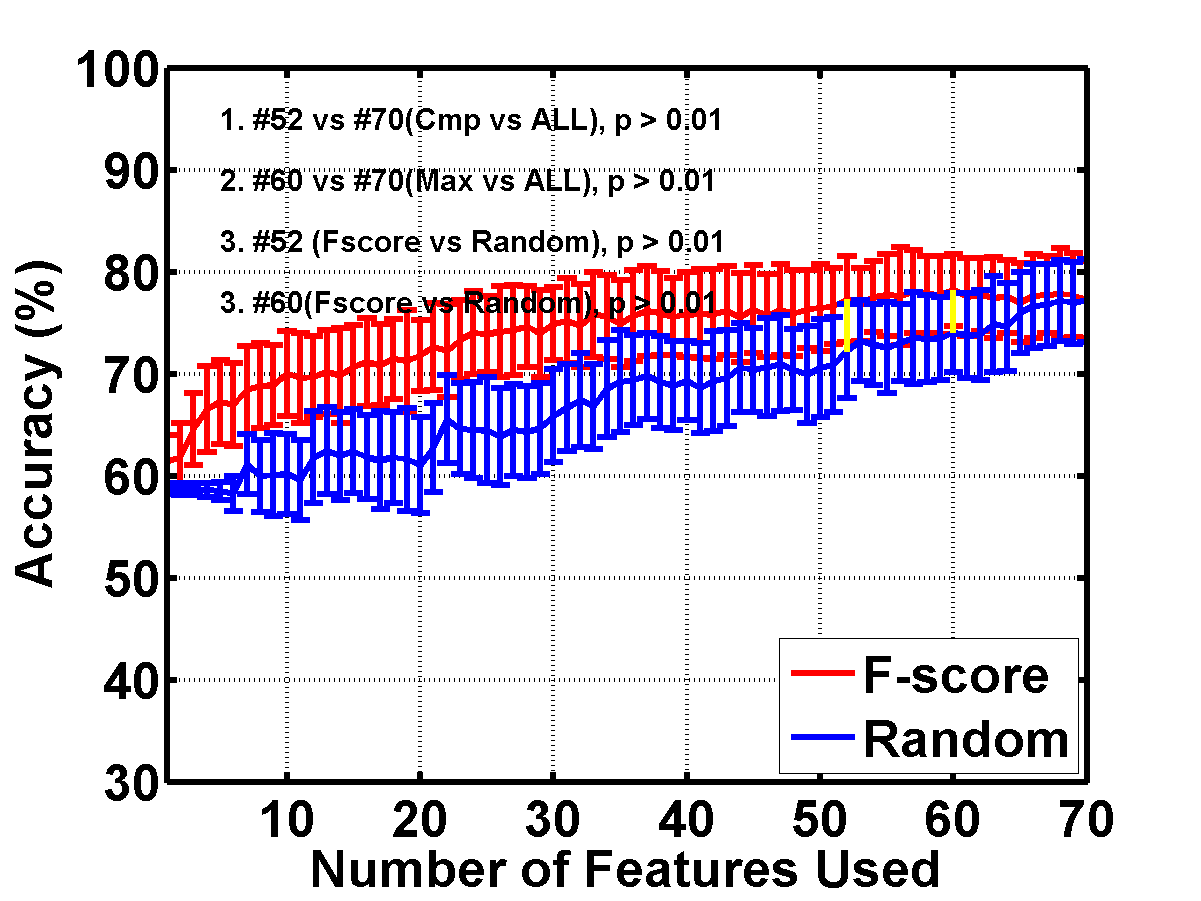 100
90
80
70
60
50
40
30
10 20 30 40 50 60 70
Accuracy (%)
Number of Features Used
1. #52 vs #70(Cmp vs ALL), p > 0.01
2. #60 vs #70(Max vs ALL), p > 0.01
3. #52 (Fscore vs Random), p > 0.01
3. #60(Fscore vs Random), p > 0.01
F-score
Random